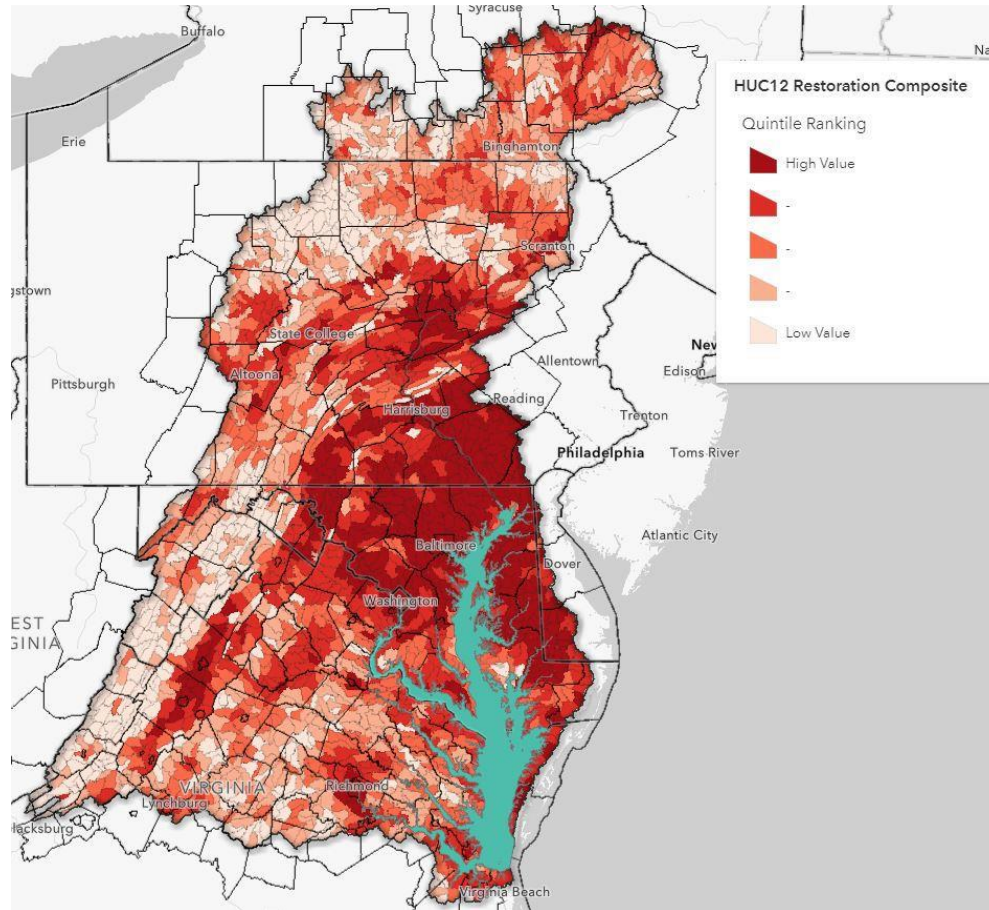 Syracuse
Buffalo
Na
HUC12 Restoration Composite
Quintile Ranking
High Value
-
-
-
Low Value
Erie
Binghamton
Scranton
gstown
State College
Allentown
New
Edison
Pittsburgh
Altoona
Reading
Harrisburg
Trenton
Philadelphia
Toms River
Atlantic City
Baltimore
Dover
Washington
EST
GINIA
VIRGINIA
Richmond
Lynchburg
lacksburg
Virginia Beach